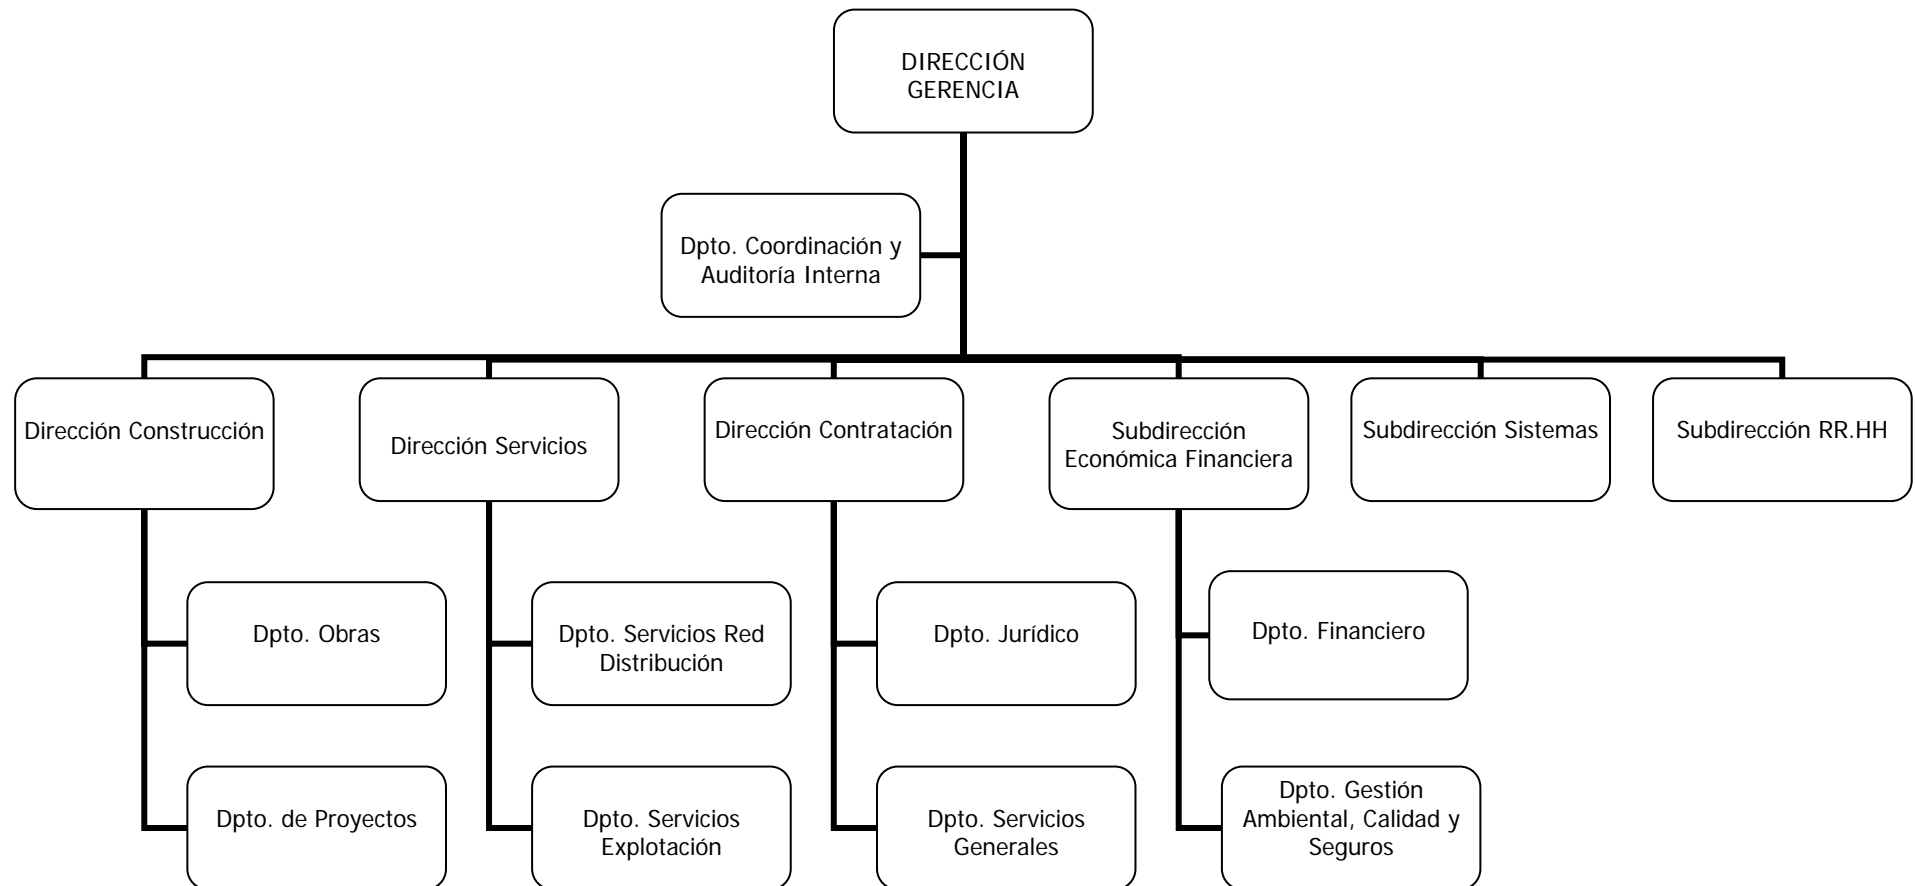 DIRECCIÓN
GERENCIA
Dpto. Coordinación y
Auditoría Interna
Dirección Construcción
Dirección Servicios
Dirección Contratación
Subdirección
Económica Financiera
Subdirección Sistemas
Subdirección RR.HH
Dpto. Obras
Dpto. Servicios Red
Distribución
Dpto. Jurídico
Dpto. Financiero
Dpto. de Proyectos
Dpto. Servicios
Explotación
Dpto. Servicios
Generales
Dpto. Gestión
Ambiental, Calidad y
Seguros